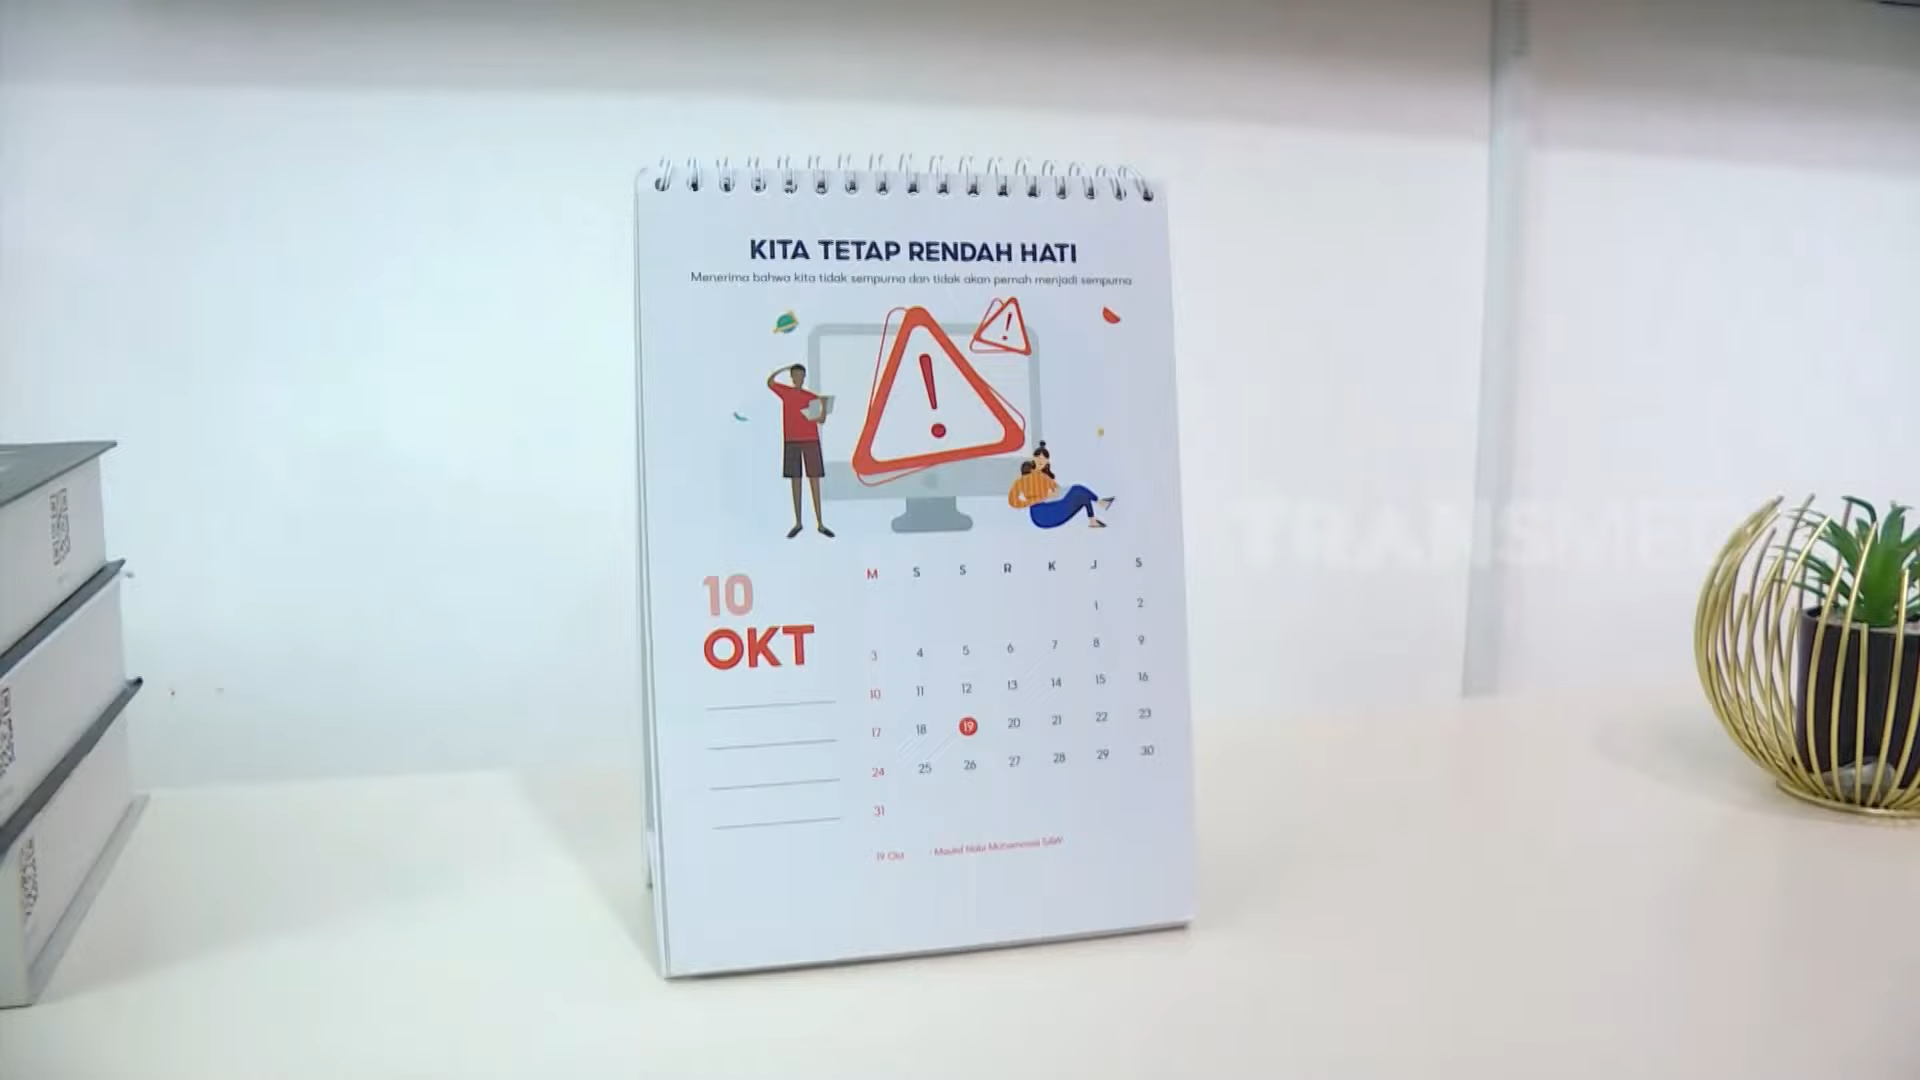 KITA TETAP RENDAH HATI
Menerima bahwa kita tidak sempurna dan tidak akan pernah menjadi sempurna
10
OKT
M S S R K J S
1 2
3 4 5 6 7 8 9
10 11 12 13 14 15 16
17 18 19 20 21 22 23
24 25 26 27 28 29 30
31
19 Okt : Maulid Nabi Muhammad SAW